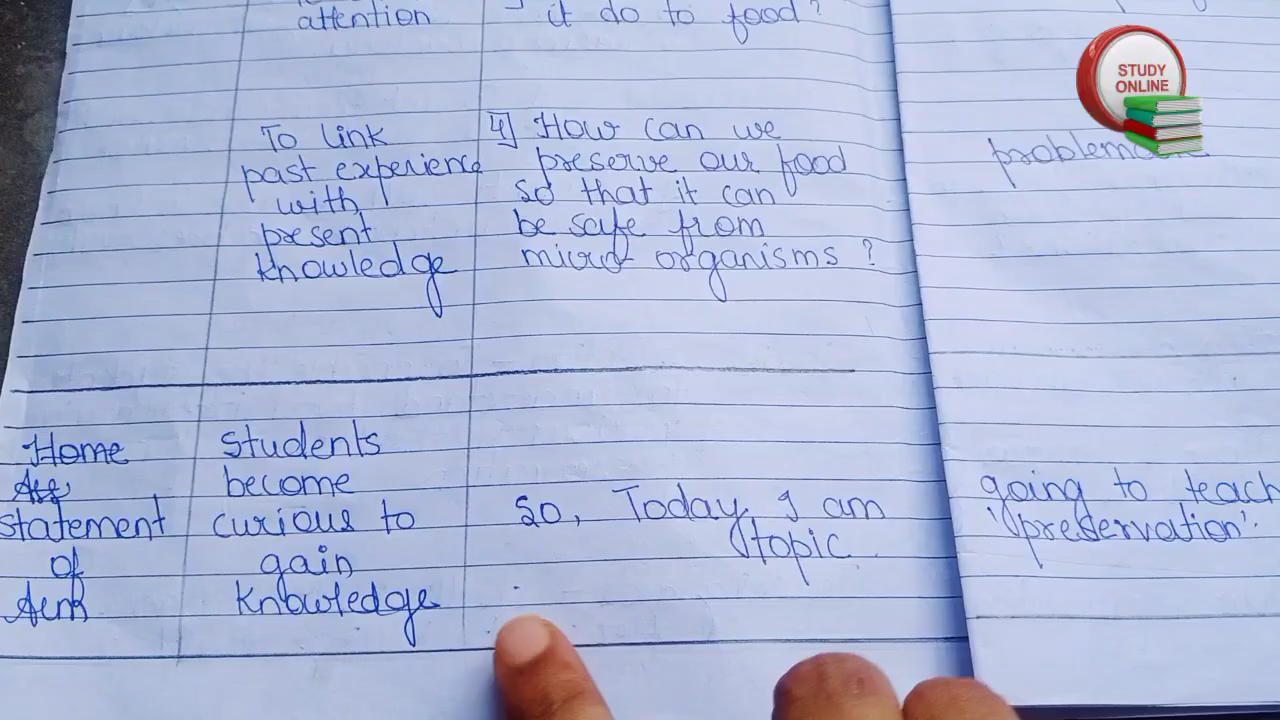 attention
it do to food?
STUDY
ONLINE
To link
past experience
with
present
knowledge
4] How can we
preserve our food
so that it can
be safe from
micro organisms ?
Home
statement
of
Students
become
curious to
gain
knowledge
So, Today I am
topic
going to teach
'preservation'.